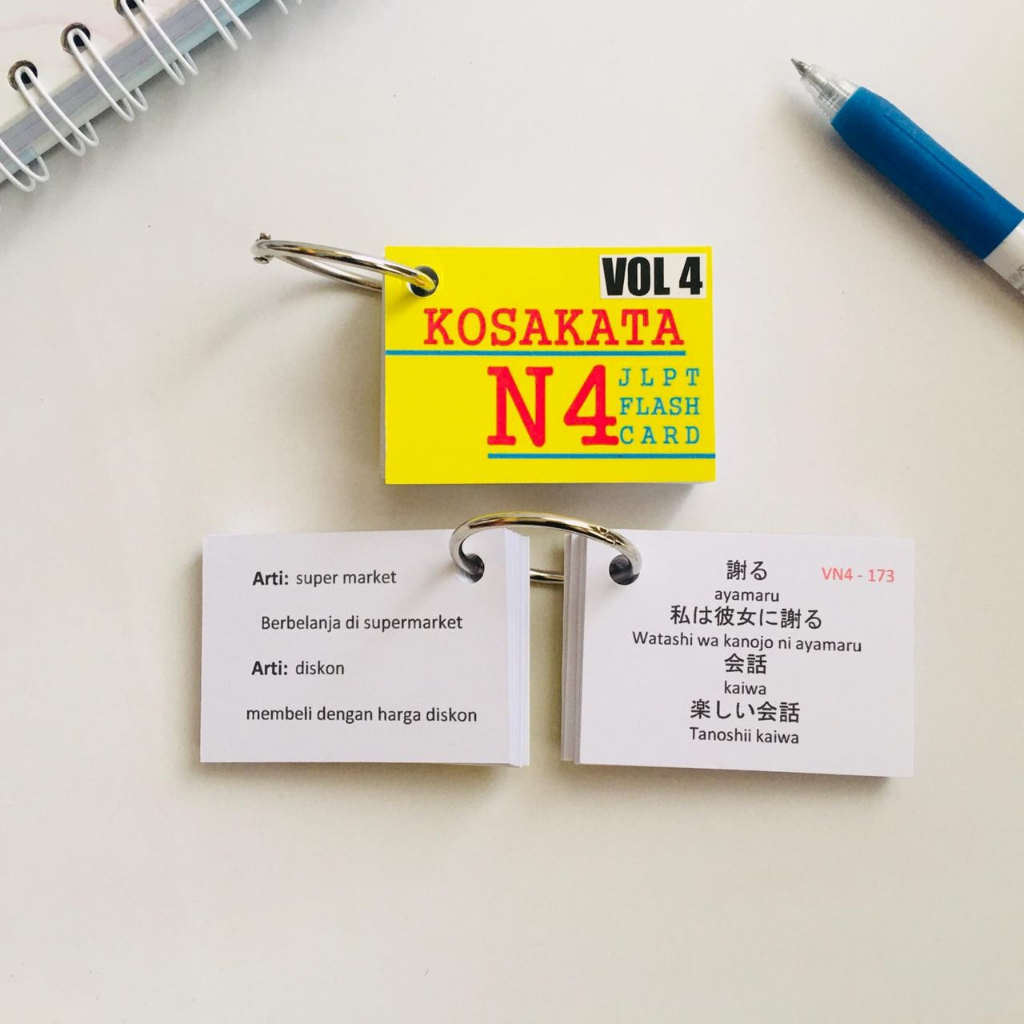 VOL 4
KOSAKATA
N4
JLPT
FLASH
CARD
Arti: super market
Berbelanja di supermarket
Arti: diskon
membeli dengan harga diskon
謝る
VN4 - 173
ayamaru
私は彼女に謝る
Watashi wa kanojo ni ayamaru
会話
kaiwa
楽しい会話
Tanoshii kaiwa